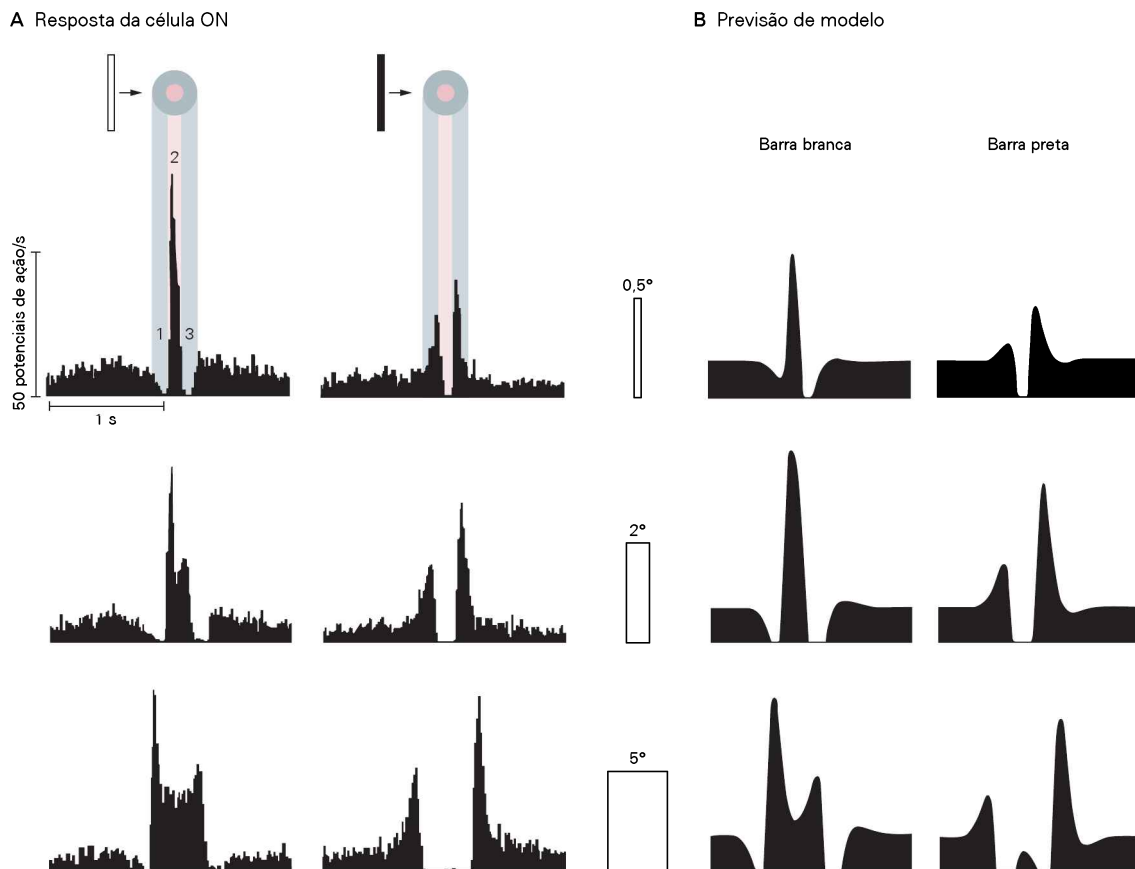 A Resposta da célula ON
B Previsão de modelo
Barra branca
Barra preta
2
1
3
50 potenciais de ação/s
1 s
0,5°
2°
5°